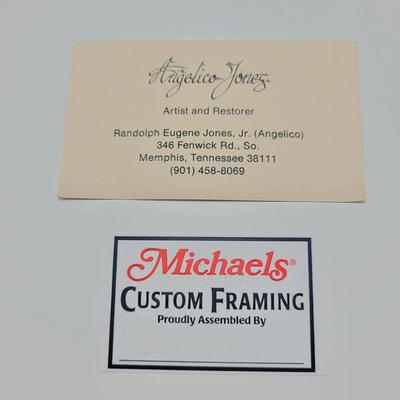 Angelico Jones
Artist and Restorer
Randolph Eugene Jones, Jr. (Angelico)
346 Fenwick Rd., So.
Memphis, Tennessee 38111
(901) 458-8069
Michaels®
CUSTOM FRAMING
Proudly Assembled By